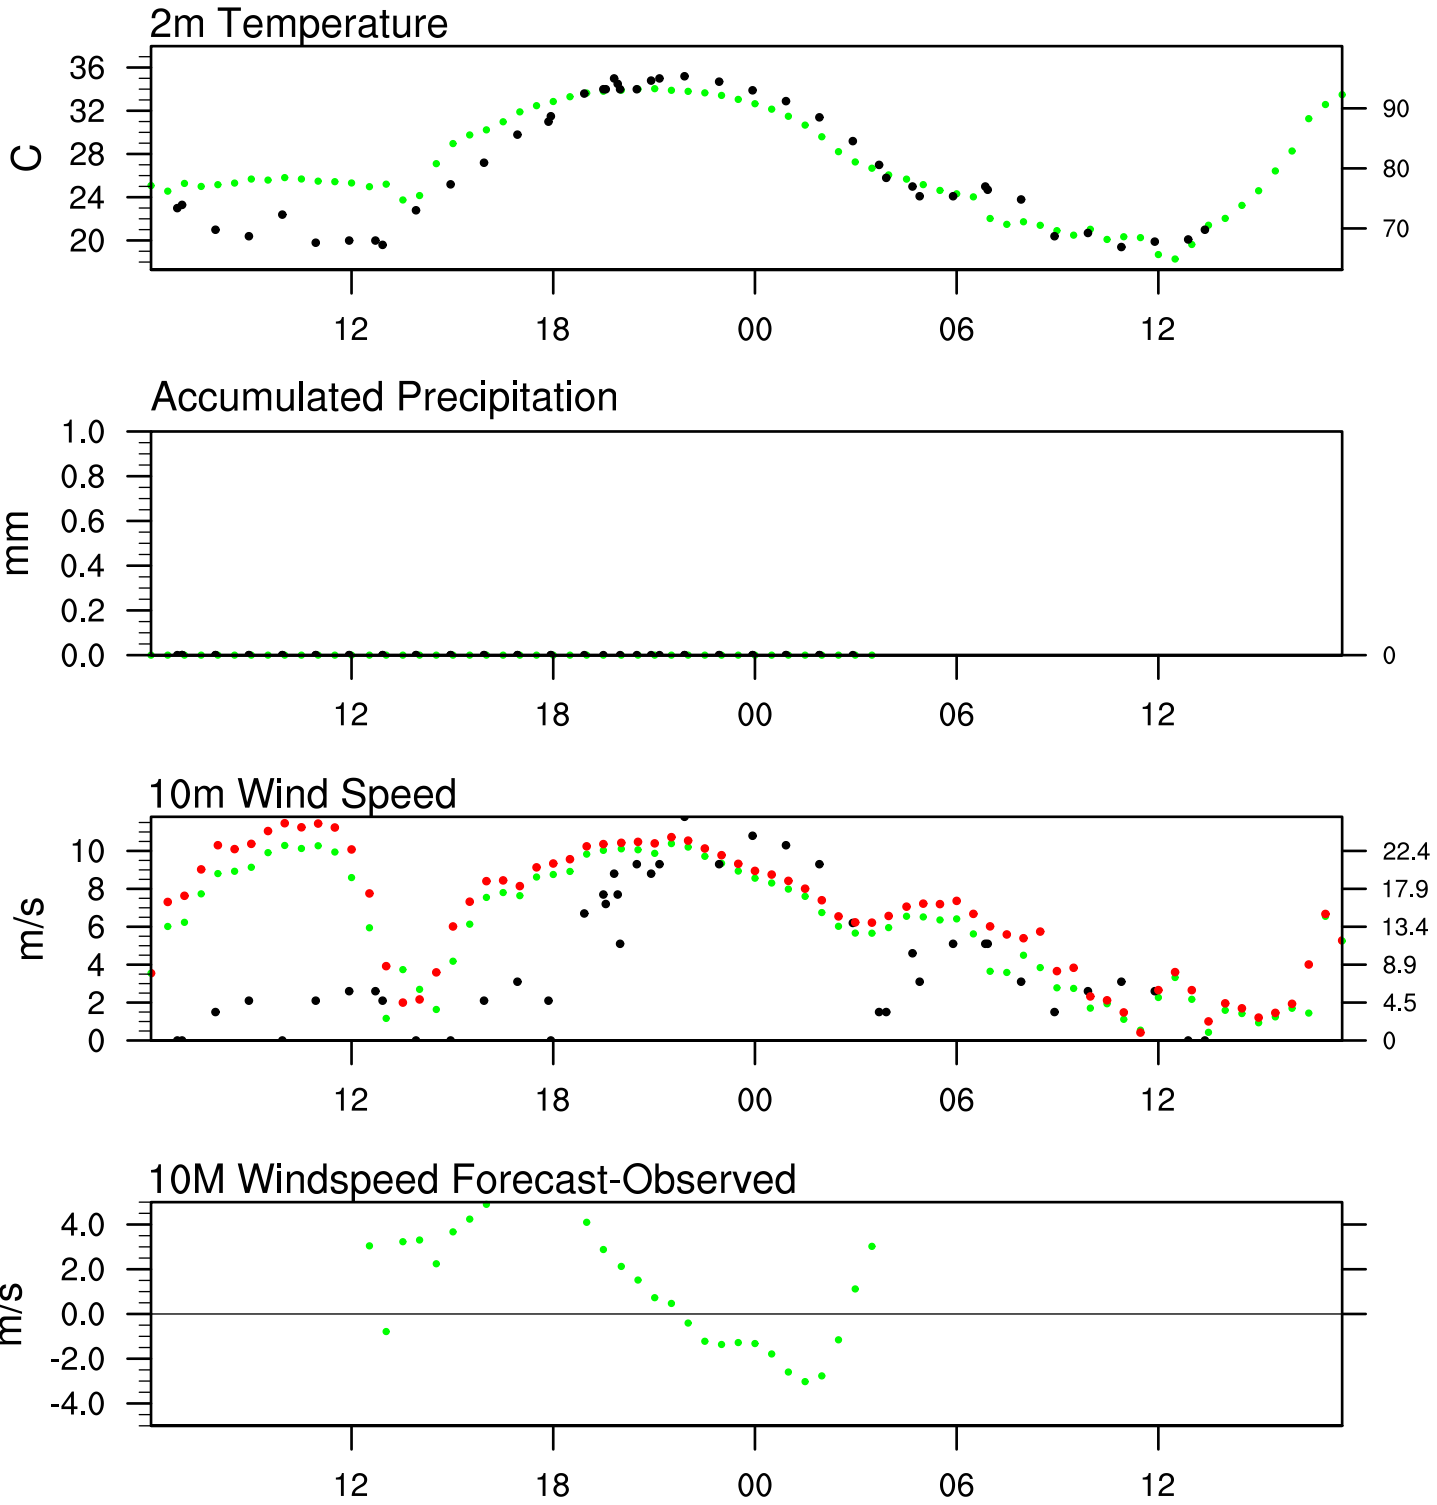 2m Temperature
36
32
28
24
20
C
90
80
70
12 18 00 06 12
Accumulated Precipitation
1.0
0.8
0.6
0.4
0.2
0.0
mm
0
12 18 00 06 12
10m Wind Speed
10
8
6
4
2
0
m/s
22.4
17.9
13.4
8.9
4.5
0
12 18 00 06 12
10M Windspeed Forecast-Observed
4.0
2.0
0.0
-2.0
-4.0
m/s
12 18 00 06 12